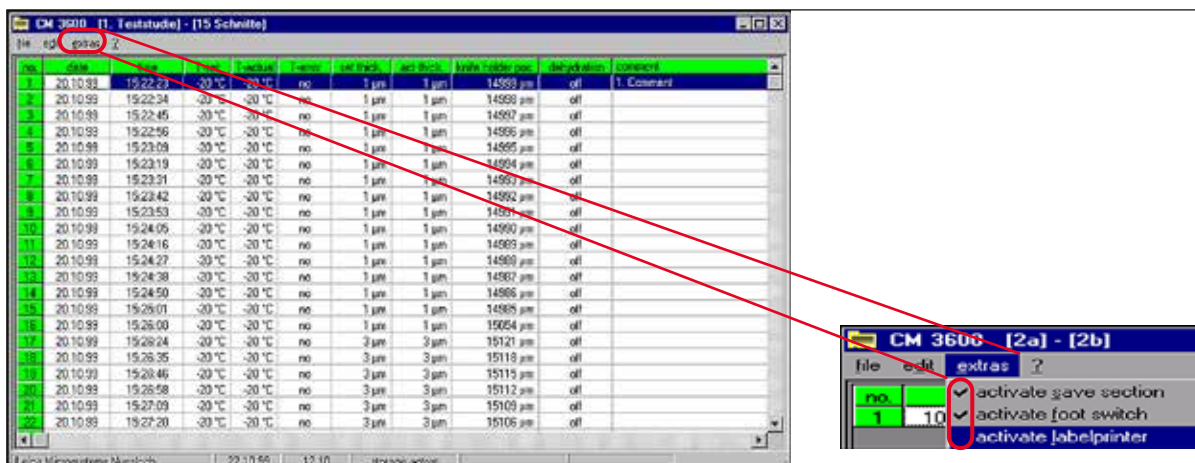 CM 3600 [1. Teststudie] - [15 Schnitte]
file edit extras ?
no. date time T-set T-actual T-error set thick. act thick. knife holder pos. dehydration comment
1 20.10.99 15:22:23 -20 °C -20 °C no 1 µm 1 µm 14999 µm off 1. Comment
2 20.10.99 15:22:34 -20 °C -20 °C no 1 µm 1 µm 14998 µm off
3 20.10.99 15:22:45 -20 °C -20 °C no 1 µm 1 µm 14997 µm off
4 20.10.99 15:22:56 -20 °C -20 °C no 1 µm 1 µm 14996 µm off
5 20.10.99 15:23:09 -20 °C -20 °C no 1 µm 1 µm 14995 µm off
6 20.10.99 15:23:19 -20 °C -20 °C no 1 µm 1 µm 14994 µm off
7 20.10.99 15:23:31 -20 °C -20 °C no 1 µm 1 µm 14993 µm off
8 20.10.99 15:23:42 -20 °C -20 °C no 1 µm 1 µm 14992 µm off
9 20.10.99 15:23:53 -20 °C -20 °C no 1 µm 1 µm 14991 µm off
10 20.10.99 15:24:05 -20 °C -20 °C no 1 µm 1 µm 14990 µm off
11 20.10.99 15:24:16 -20 °C -20 °C no 1 µm 1 µm 14989 µm off
12 20.10.99 15:24:27 -20 °C -20 °C no 1 µm 1 µm 14988 µm off
13 20.10.99 15:24:38 -20 °C -20 °C no 1 µm 1 µm 14987 µm off
14 20.10.99 15:24:50 -20 °C -20 °C no 1 µm 1 µm 14986 µm off
15 20.10.99 15:26:01 -20 °C -20 °C no 1 µm 1 µm 14985 µm off
16 20.10.99 15:26:08 -20 °C -20 °C no 1 µm 1 µm 15054 µm off
17 20.10.99 15:26:24 -20 °C -20 °C no 3 µm 3 µm 15121 µm off
18 20.10.99 15:26:35 -20 °C -20 °C no 3 µm 3 µm 15118 µm off
19 20.10.99 15:26:46 -20 °C -20 °C no 3 µm 3 µm 15115 µm off
20 20.10.99 15:26:58 -20 °C -20 °C no 3 µm 3 µm 15112 µm off
21 20.10.99 15:27:09 -20 °C -20 °C no 3 µm 3 µm 15109 µm off
22 20.10.99 15:27:20 -20 °C -20 °C no 3 µm 3 µm 15106 µm off
Leica Microsystems Nussloch 22.10.99 12:10 storage active
CM 3600 [2a] - [2b]
file edit extras ?
no. activate save section
1 10 activate foot switch
activate labelprinter